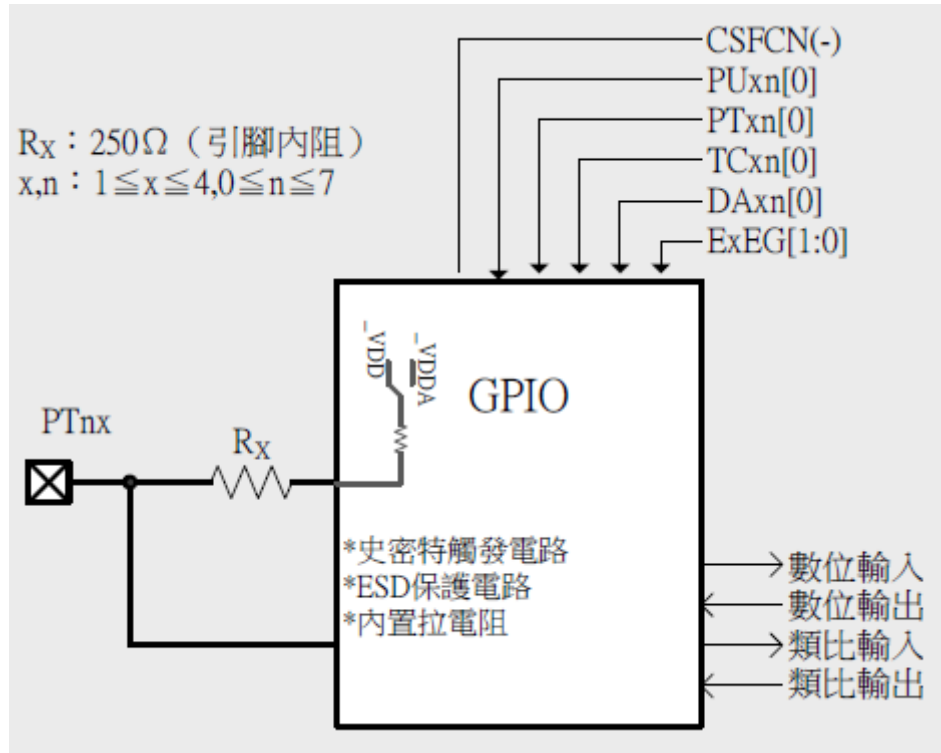 CSFCN(-)
PUxn[0]
PTxn[0]
TCxn[0]
DAxn[0]
ExEG[1:0]
RX：250Ω（引腳內阻）
x,n：1≦x≦4,0≦n≦7
_VDD
_VDDA
GPIO
PTnx
RX
*史密特觸發電路
*ESD保護電路
*內置拉電阻
數位輸入
數位輸出
類比輸入
類比輸出